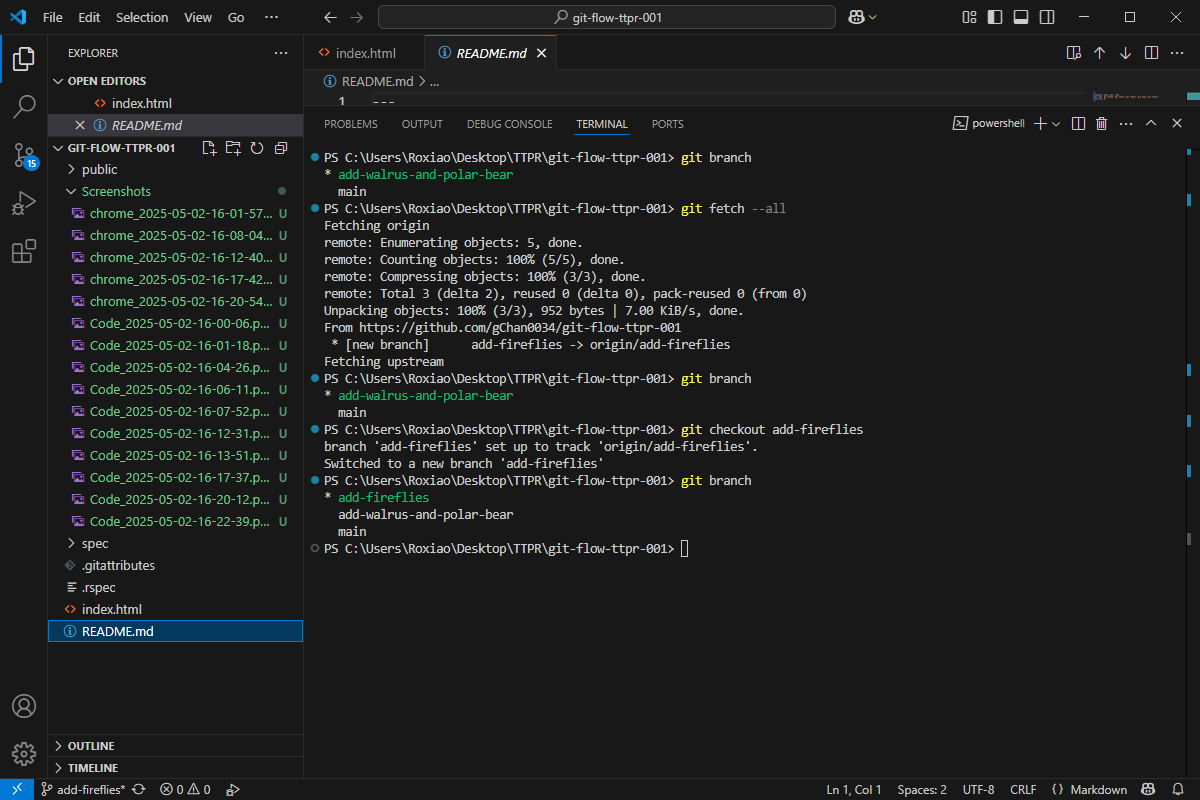 File Edit Selection View Go ··· git-flow-ttpr-001
EXPLORER ···
OPEN EDITORS
index.html
README.md
GIT-FLOW-TTPR-001
public
Screenshots
chrome_2025-05-02-16-01-57... U
chrome_2025-05-02-16-08-04... U
chrome_2025-05-02-16-12-40... U
chrome_2025-05-02-16-17-42... U
chrome_2025-05-02-16-20-54... U
Code_2025-05-02-16-00-06.p... U
Code_2025-05-02-16-01-18.p... U
Code_2025-05-02-16-04-26.p... U
Code_2025-05-02-16-06-11.p... U
Code_2025-05-02-16-07-52.p... U
Code_2025-05-02-16-12-31.p... U
Code_2025-05-02-16-13-51.p... U
Code_2025-05-02-16-17-37.p... U
Code_2025-05-02-16-20-12.p... U
Code_2025-05-02-16-22-39.p... U
spec
.gitattributes
.rspec
index.html
README.md
OUTLINE
TIMELINE
15
index.html README.md
README.md > ...
1 ---
PROBLEMS OUTPUT DEBUG CONSOLE TERMINAL PORTS powershell
PS C:\Users\Roxiao\Desktop\TTPR\git-flow-ttpr-001> git branch
* add-walrus-and-polar-bear
main
PS C:\Users\Roxiao\Desktop\TTPR\git-flow-ttpr-001> git fetch --all
Fetching origin
remote: Enumerating objects: 5, done.
remote: Counting objects: 100% (5/5), done.
remote: Compressing objects: 100% (3/3), done.
remote: Total 3 (delta 2), reused 0 (delta 0), pack-reused 0 (from 0)
Unpacking objects: 100% (3/3), 952 bytes | 7.00 KiB/s, done.
From https://github.com/gChan0034/git-flow-ttpr-001
* [new branch] add-fireflies -> origin/add-fireflies
Fetching upstream
PS C:\Users\Roxiao\Desktop\TTPR\git-flow-ttpr-001> git branch
* add-walrus-and-polar-bear
main
PS C:\Users\Roxiao\Desktop\TTPR\git-flow-ttpr-001> git checkout add-fireflies
branch 'add-fireflies' set up to track 'origin/add-fireflies'.
Switched to a new branch 'add-fireflies'
PS C:\Users\Roxiao\Desktop\TTPR\git-flow-ttpr-001> git branch
* add-fireflies
add-walrus-and-polar-bear
main
PS C:\Users\Roxiao\Desktop\TTPR\git-flow-ttpr-001>
add-fireflies* 0 0 Ln 1, Col 1 Spaces: 2 UTF-8 CRLF {} Markdown